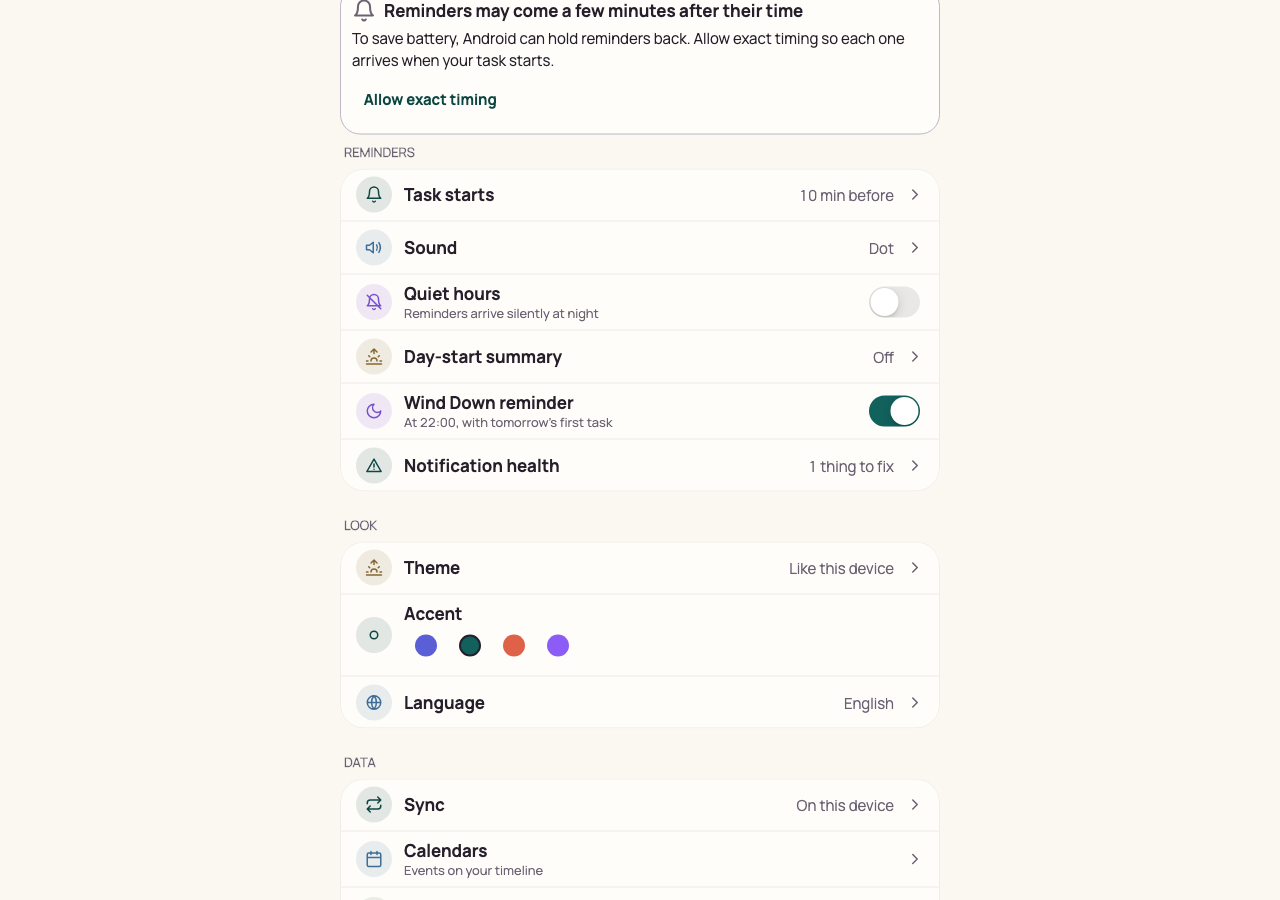 Reminders may come a few minutes after their time
To save battery, Android can hold reminders back. Allow exact timing so each one
arrives when your task starts.
Allow exact timing
REMINDERS
Task starts 10 min before
Sound Dot
Quiet hours
Reminders arrive silently at night
Day-start summary Off
Wind Down reminder
At 22:00, with tomorrow's first task
Notification health 1 thing to fix
LOOK
Theme Like this device
Accent
Language English
DATA
Sync On this device
Calendars
Events on your timeline